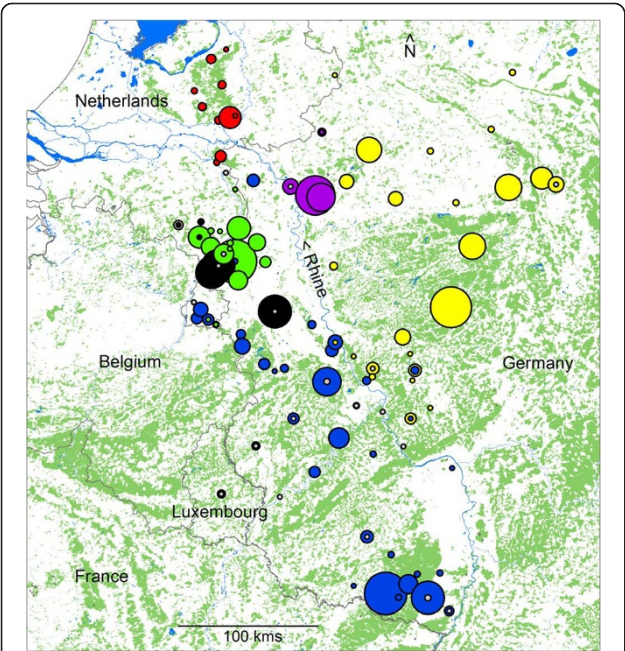 ^
N
Netherlands
< Rhine
Belgium
Germany
Luxembourg
France
100 kms